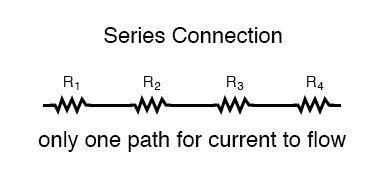 Series Connection
R1 R2 R3 R4
only one path for current to flow